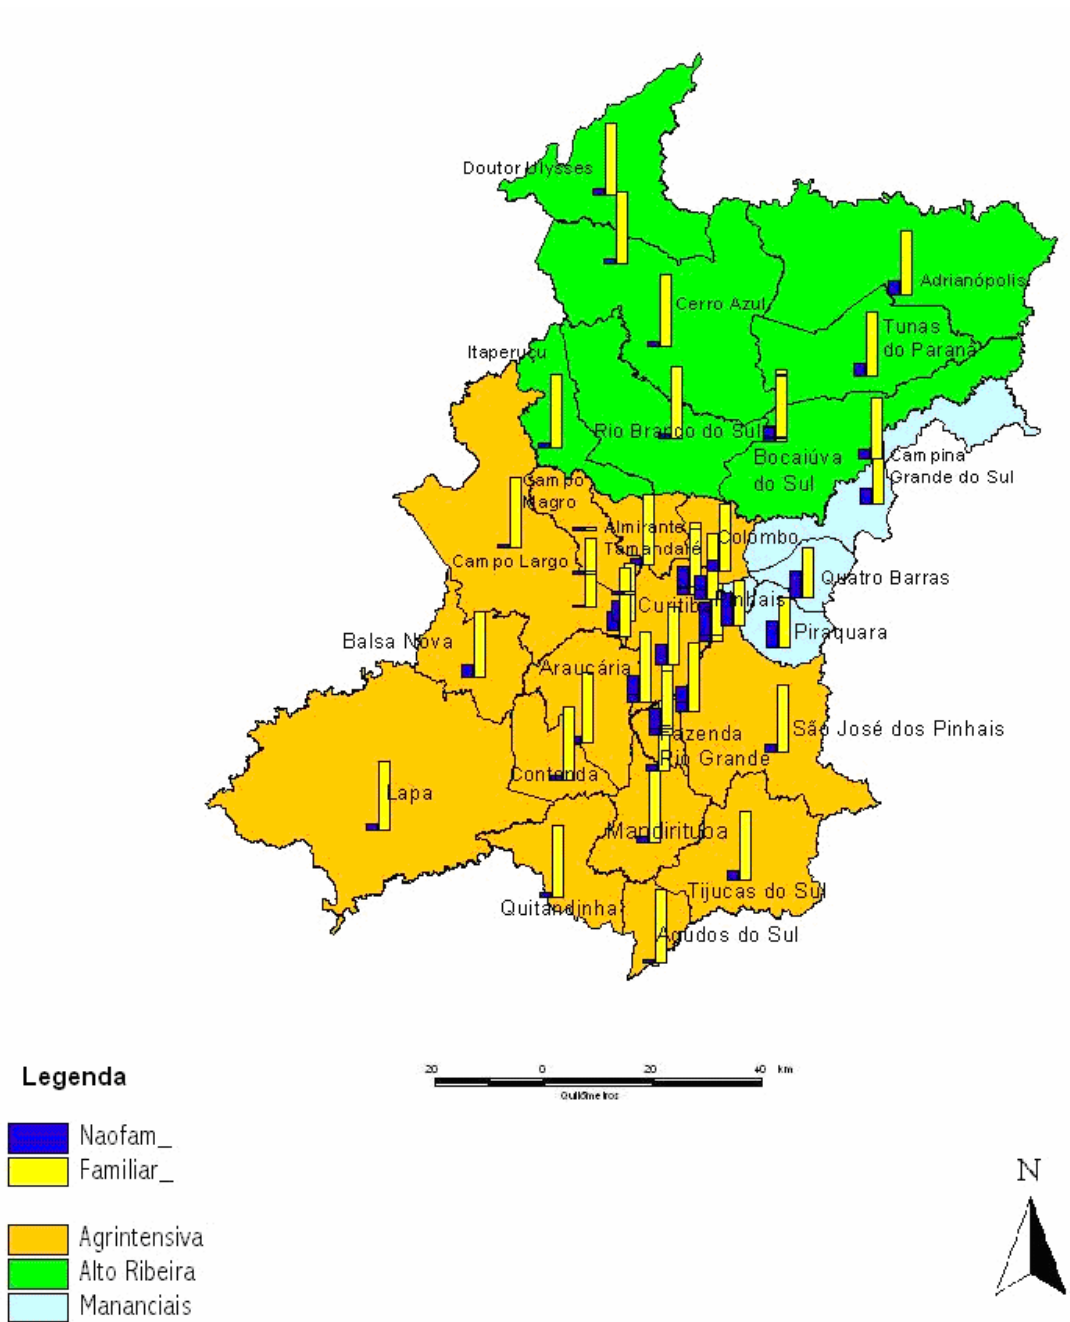 Doutor Ulysses
Adrianópolis
Cerro Azul
Tunas
do Paraná
Itaperuçu
Rio Branco do Sul
Bocaiúva
do Sul
Campina
Grande do Sul
Campo
Magro
Almirante
Tamandaré
Colombo
Campo Largo
Quatro Barras
Curitiba
Pinhais
Piraquara
Balsa Nova
Araucária
São José dos Pinhais
Fazenda
Rio Grande
Contenda
Lapa
Mandirituba
Tijucas do Sul
Quitandinha
Agudos do Sul
Legenda
20 0 20 40 km
Quilômetros
Naofam_
Familiar_
N
Agrintensiva
Alto Ribeira
Mananciais